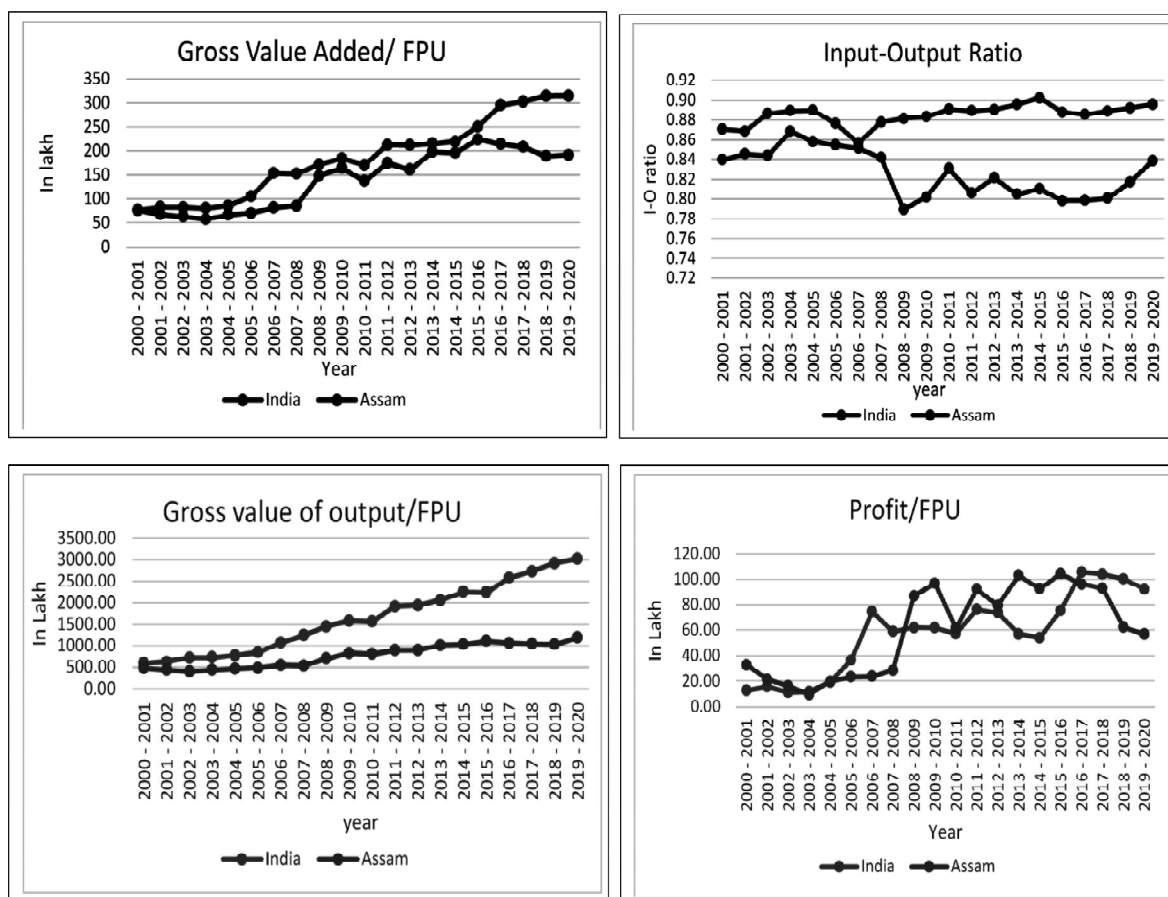 Gross Value Added/ FPU
350
300
250
200
150
100
50
0
In lakh
2000 - 2001
2001 - 2002
2002 - 2003
2003 - 2004
2004 - 2005
2005 - 2006
2006 - 2007
2007 - 2008
2008 - 2009
2009 - 2010
2010 - 2011
2011 - 2012
2012 - 2013
2013 - 2014
2014 - 2015
2015 - 2016
2016 - 2017
2017 - 2018
2018 - 2019
2019 - 2020
Year
India Assam
Input-Output Ratio
0.92
0.90
0.88
0.86
0.84
0.82
0.80
0.78
0.76
0.74
0.72
I-O ratio
2000 - 2001
2001 - 2002
2002 - 2003
2003 - 2004
2004 - 2005
2005 - 2006
2006 - 2007
2007 - 2008
2008 - 2009
2009 - 2010
2010 - 2011
2011 - 2012
2012 - 2013
2013 - 2014
2014 - 2015
2015 - 2016
2016 - 2017
2017 - 2018
2018 - 2019
2019 - 2020
year
India Assam
Gross value of output/FPU
3500.00
3000.00
2500.00
2000.00
1500.00
1000.00
500.00
0.00
In Lakh
2000 - 2001
2001 - 2002
2002 - 2003
2003 - 2004
2004 - 2005
2005 - 2006
2006 - 2007
2007 - 2008
2008 - 2009
2009 - 2010
2010 - 2011
2011 - 2012
2012 - 2013
2013 - 2014
2014 - 2015
2015 - 2016
2016 - 2017
2017 - 2018
2018 - 2019
2019 - 2020
year
India Assam
Profit/FPU
120.00
100.00
80.00
60.00
40.00
20.00
0.00
In Lakh
2000 - 2001
2001 - 2002
2002 - 2003
2003 - 2004
2004 - 2005
2005 - 2006
2006 - 2007
2007 - 2008
2008 - 2009
2009 - 2010
2010 - 2011
2011 - 2012
2012 - 2013
2013 - 2014
2014 - 2015
2015 - 2016
2016 - 2017
2017 - 2018
2018 - 2019
2019 - 2020
Year
India Assam